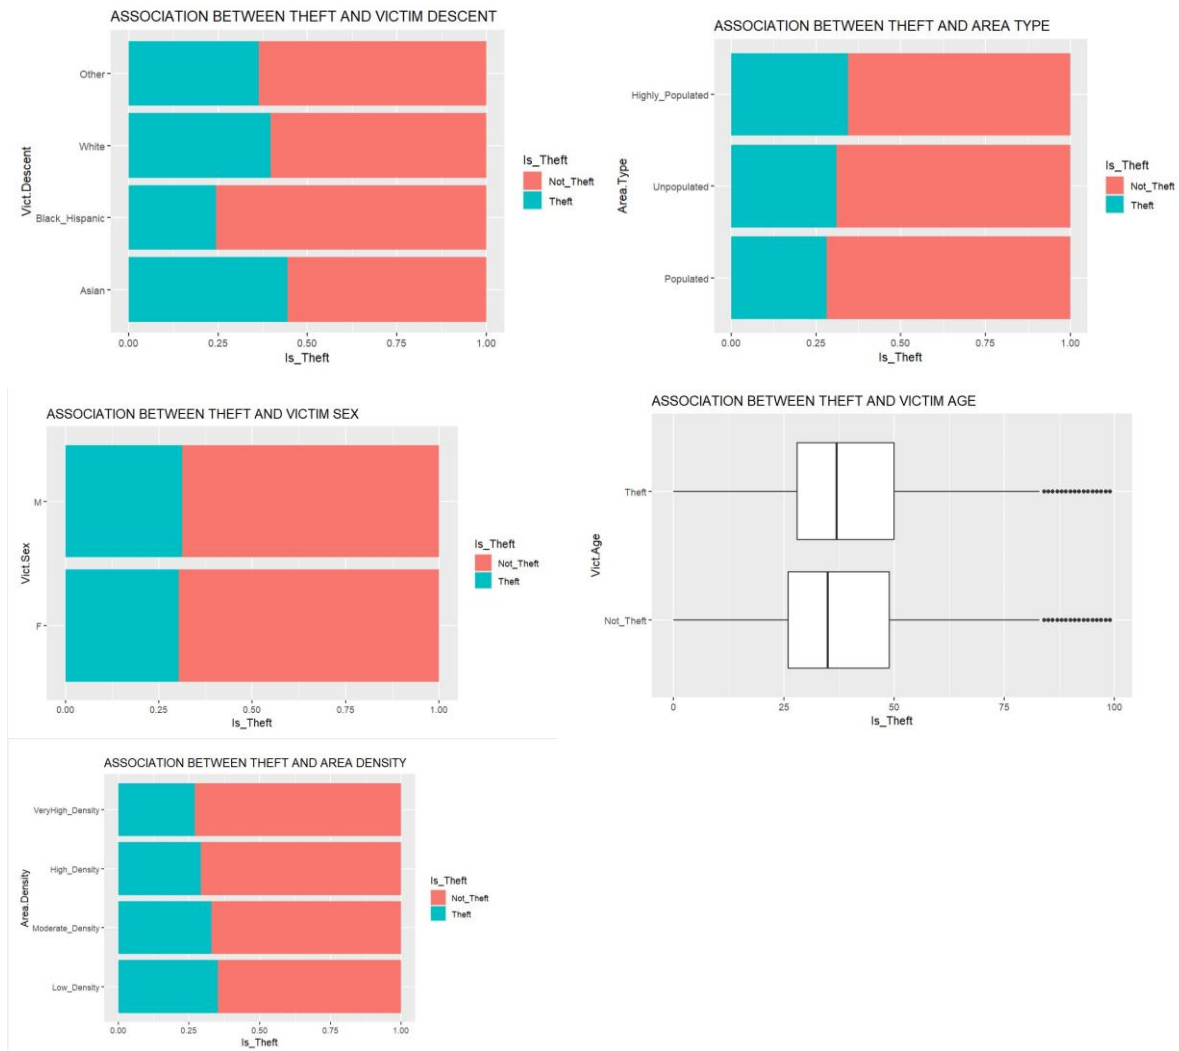 ASSOCIATION BETWEEN THEFT AND VICTIM DESCENT
Vict.Descent
Other
White
Black_Hispanic
Asian
0.00 0.25 0.50 0.75 1.00
Is_Theft
Is_Theft
Not_Theft
Theft
ASSOCIATION BETWEEN THEFT AND AREA TYPE
Area.Type
Highly_Populated
Unpopulated
Populated
0.00 0.25 0.50 0.75 1.00
Is_Theft
Is_Theft
Not_Theft
Theft
ASSOCIATION BETWEEN THEFT AND VICTIM SEX
Vict.Sex
M
F
0.00 0.25 0.50 0.75 1.00
Is_Theft
Is_Theft
Not_Theft
Theft
ASSOCIATION BETWEEN THEFT AND VICTIM AGE
Vict.Age
Theft
Not_Theft
0 25 50 75 100
Is_Theft
ASSOCIATION BETWEEN THEFT AND AREA DENSITY
Area.Density
VeryHigh_Density
High_Density
Moderate_Density
Low_Density
0.00 0.25 0.50 0.75 1.00
Is_Theft
Is_Theft
Not_Theft
Theft